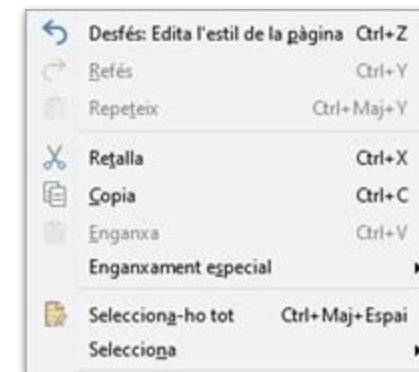 Desfés: Edita l'estil de la pàgina Ctrl+Z
Refés Ctrl+Y
Repeteix Ctrl+Maj+Y
Retalla Ctrl+X
Copia Ctrl+C
Enganxa Ctrl+V
Enganxament especial
Selecciona-ho tot Ctrl+Maj+Espai
Selecciona